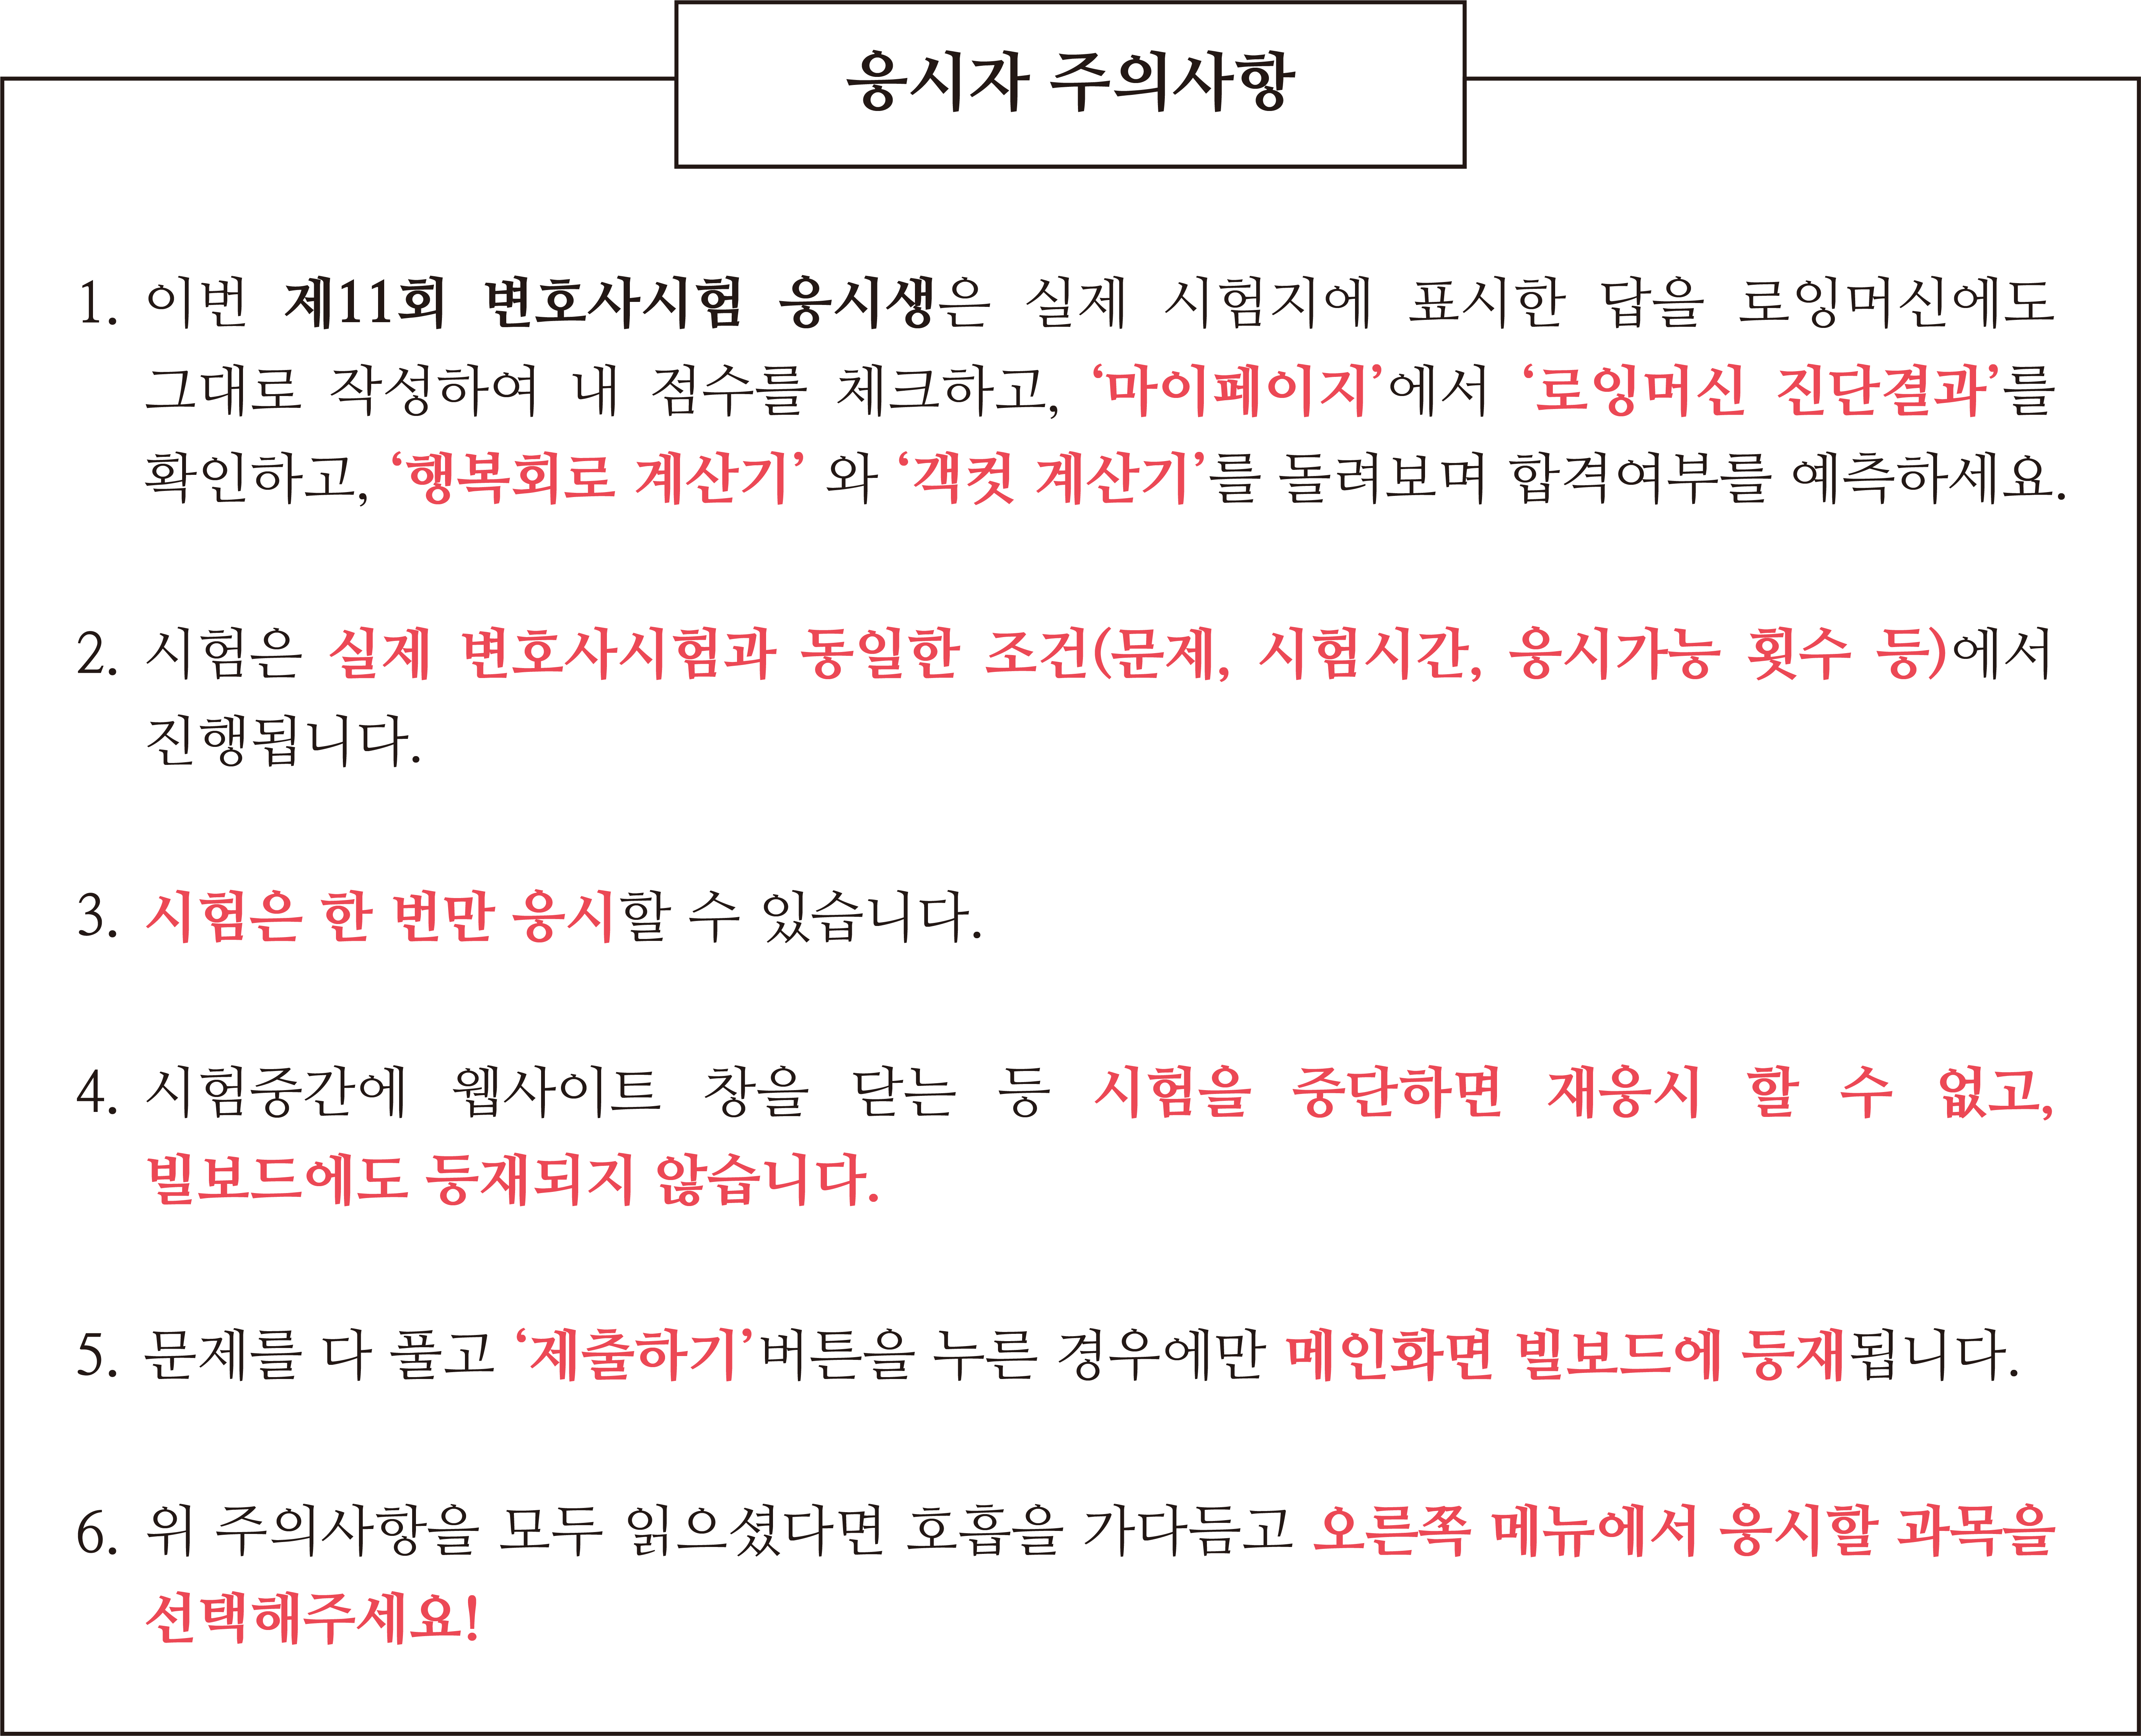 응시자 주의사항
1. 이번 제11회 변호사시험 응시생은 실제 시험지에 표시한 답을 로잉머신에도
그대로 작성하여 내 점수를 체크하고, ‘마이페이지’에서 ‘로잉머신 진단결과’를
확인하고, ‘행복회로 계산기’ 와 ‘객컷 계산기’를 돌려보며 합격여부를 예측하세요.
2. 시험은 실제 변호사시험과 동일한 조건(문제, 시험시간, 응시가능 횟수 등)에서
진행됩니다.
3. 시험은 한 번만 응시할 수 있습니다.
4. 시험중간에 웹사이트 창을 닫는 등 시험을 중단하면 재응시 할 수 없고,
빌보드에도 등재되지 않습니다.
5. 문제를 다 풀고 ‘제출하기’버튼을 누른 경우에만 메인화면 빌보드에 등재됩니다.
6. 위 주의사항을 모두 읽으셨다면 호흡을 가다듬고 오른쪽 메뉴에서 응시할 과목을
선택해주세요!